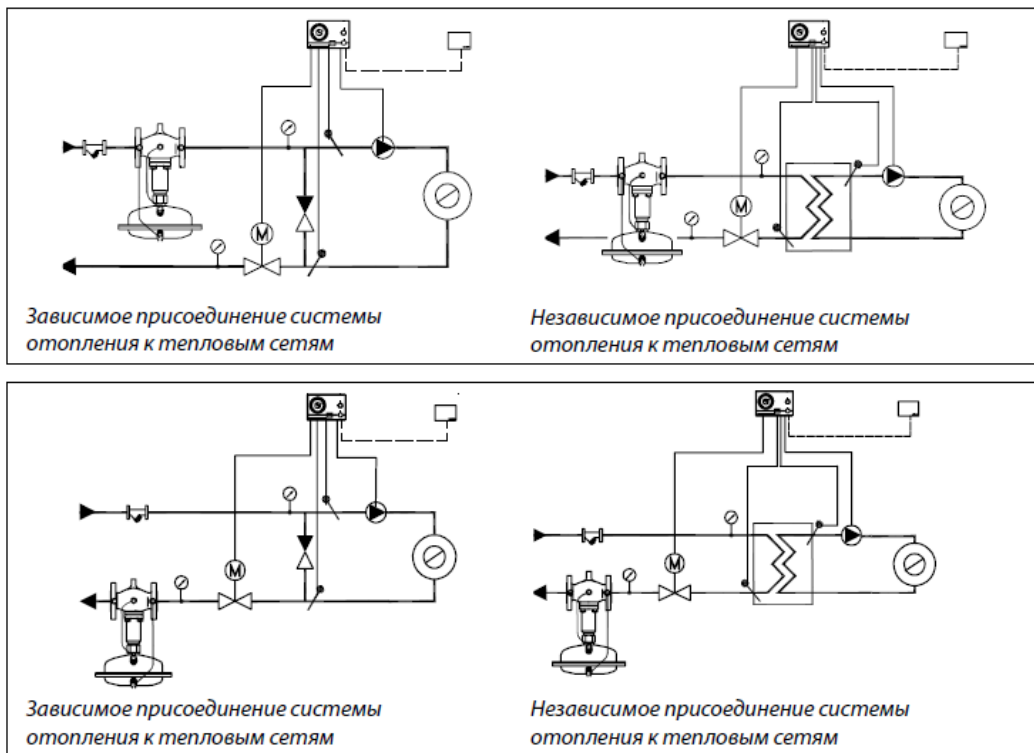 M
Зависимое присоединение системы
отопления к тепловым сетям
M
Независимое присоединение системы
отопления к тепловым сетям
M
Зависимое присоединение системы
отопления к тепловым сетям
M
Независимое присоединение системы
отопления к тепловым сетям